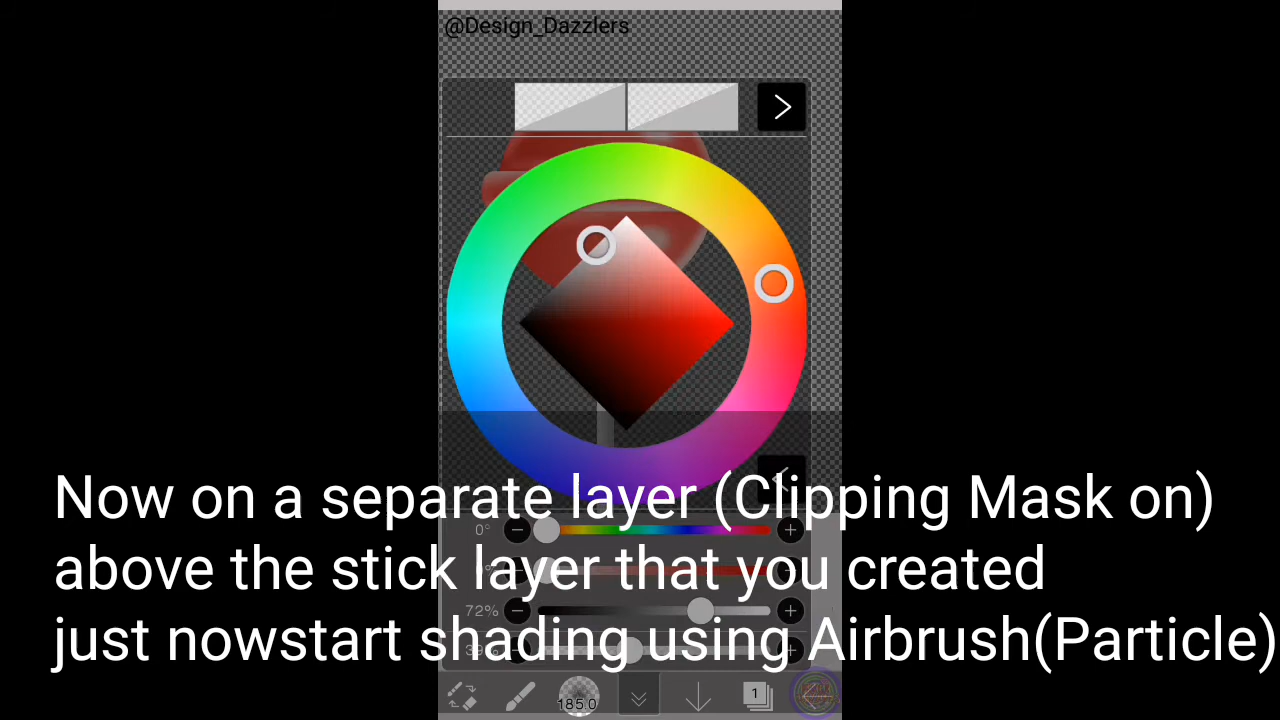 @Design_Dazzlers
Now on a separate layer (Clipping Mask on)
above the stick layer that you created
just nowstart shading using Airbrush(Particle)
0°
72%
185.0
1